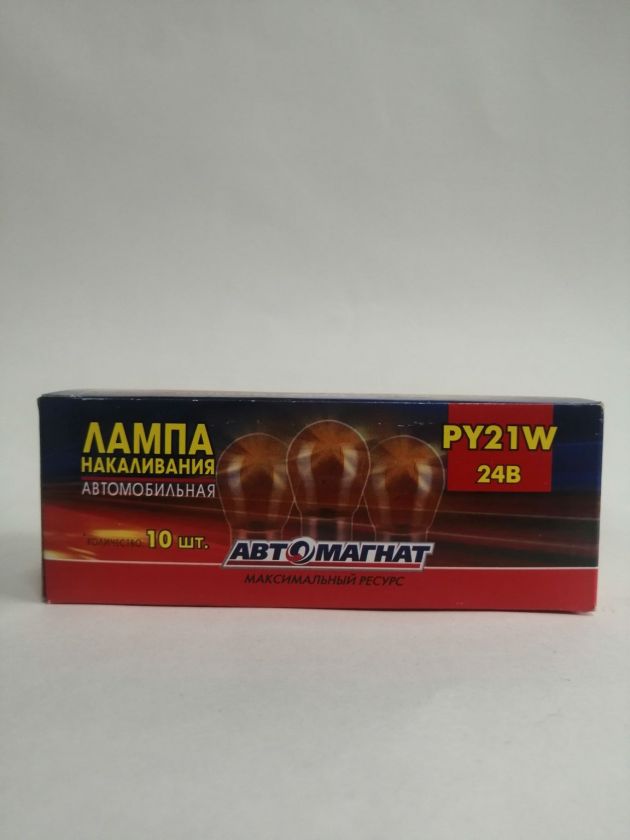 ЛАМПА
НАКАЛИВАНИЯ
АВТОМОБИЛЬНАЯ
КОЛИЧЕСТВО: 10 шт.
АВТОМАГНАТ
МАКСИМАЛЬНЫЙ РЕСУРС
PY21W
24В